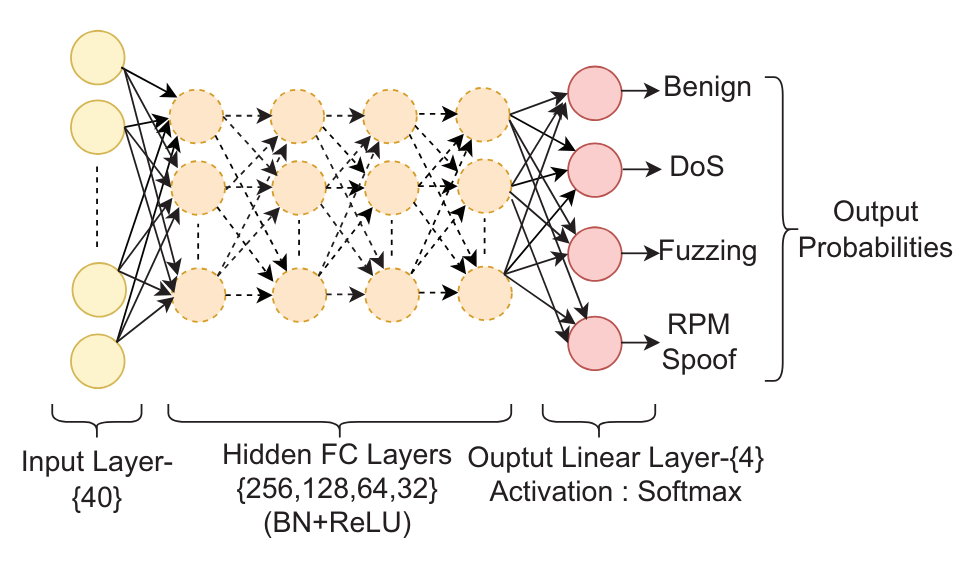 Benign
DoS
Fuzzing
RPM
Spoof
Output
Probabilities
Input Layer-
{40}
Hidden FC Layers
{256,128,64,32}
(BN+ReLU)
Ouptut Linear Layer-{4}
Activation : Softmax